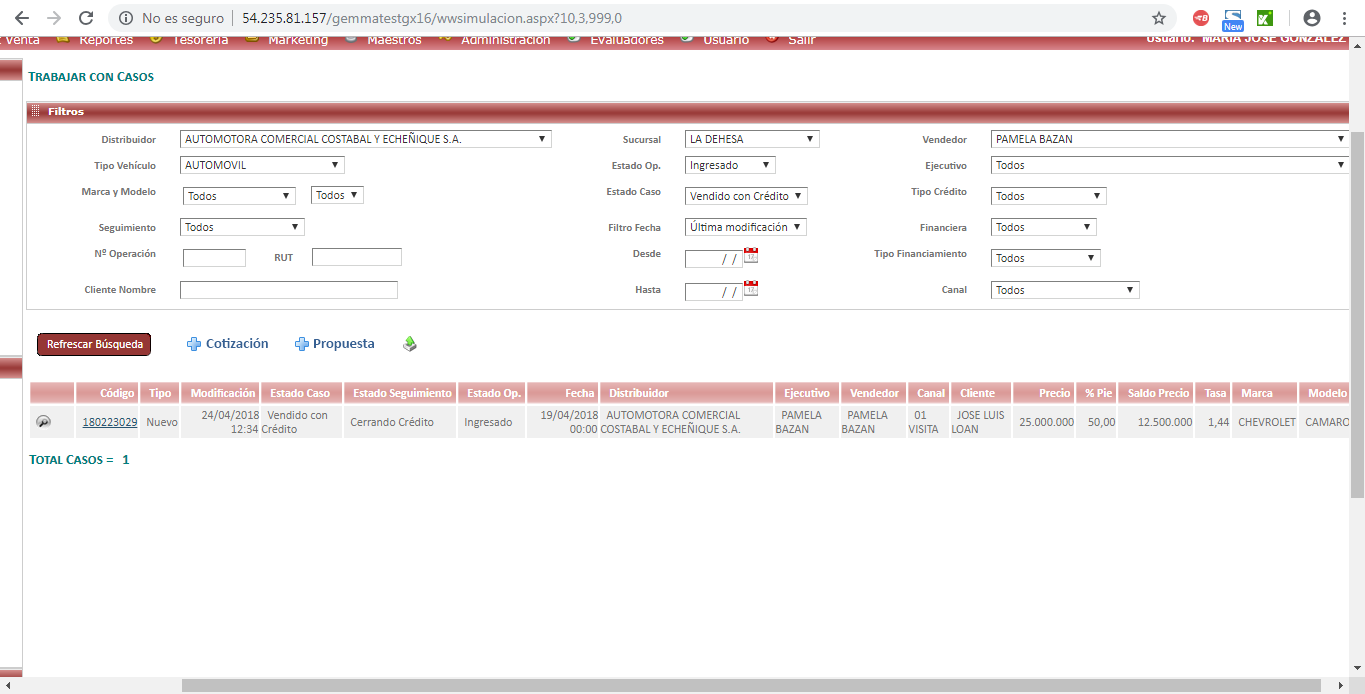 No es seguro 54.235.81.157/gemmatestgx16/wwsimulacion.aspx?10,3,999,0
New
Venta Reportes Tesorería Marketing Maestros Administración Evaluadores Usuario Salir Usuario: MARIA JOSE GONZALEZ
TRABAJAR CON CASOS
Filtros
Distribuidor AUTOMOTORA COMERCIAL COSTABAL Y ECHEÑIQUE S.A. Sucursal LA DEHESA Vendedor PAMELA BAZAN
Tipo Vehículo AUTOMOVIL Estado Op. Ingresado Ejecutivo Todos
Marca y Modelo Todos Todos Estado Caso Vendido con Crédito Tipo Crédito Todos
Seguimiento Todos Filtro Fecha Última modificación Financiera Todos
Nº Operación RUT Desde / / Tipo Financiamiento Todos
Cliente Nombre Hasta / / Canal Todos
Refrescar Búsqueda Cotización Propuesta
Código Tipo Modificación Estado Caso Estado Seguimiento Estado Op. Fecha Distribuidor Ejecutivo Vendedor Canal Cliente Precio % Pie Saldo Precio Tasa Marca Modelo
180223029 Nuevo 24/04/2018 12:34 Vendido con Crédito Cerrando Crédito Ingresado 19/04/2018 00:00 AUTOMOTORA COMERCIAL COSTABAL Y ECHEÑIQUE S.A. PAMELA BAZAN PAMELA BAZAN 01 VISITA JOSE LUIS LOAN 25.000.000 50,00 12.500.000 1,44 CHEVROLET CAMARO
TOTAL CASOS = 1